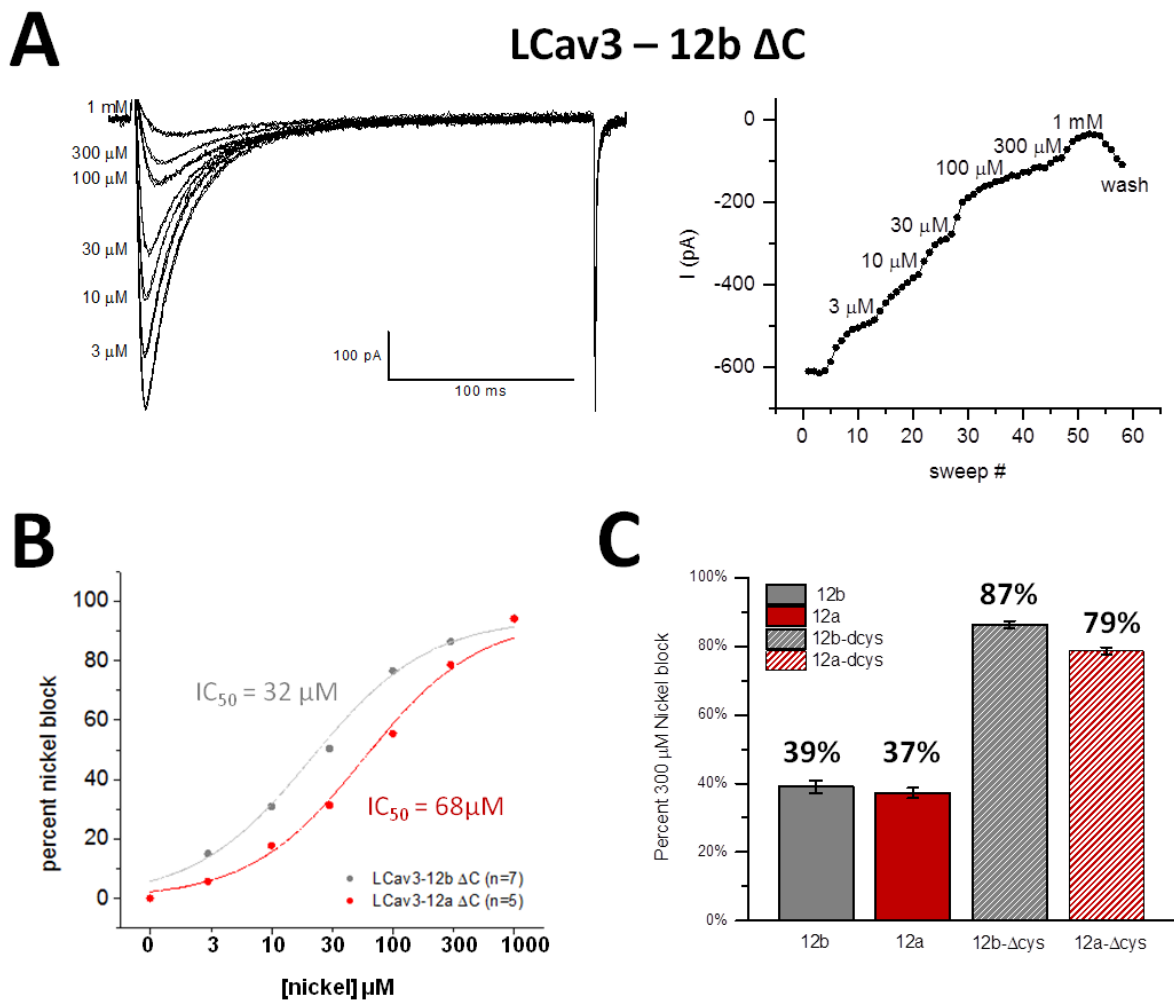 A
LCav3 – 12b ΔC
1 mM
300 μM
100 μM
30 μM
10 μM
3 μM
100 pA
100 ms
0
-200
-400
-600
I (pA)
3 μM
10 μM
30 μM
100 μM
300 μM
1 mM
wash
0 10 20 30 40 50 60
sweep #
B
100
80
60
40
20
0
percent nickel block
IC50 = 32 μM
IC50 = 68μM
LCav3-12b ΔC (n=7)
LCav3-12a ΔC (n=5)
0 3 10 30 100 300 1000
[nickel] μM
C
100%
80%
60%
40%
20%
0%
Percent 300 μM Nickel block
12b
12a
12b-dcys
12a-dcys
39%
37%
87%
79%
12b 12a 12b-Δcys 12a-Δcys